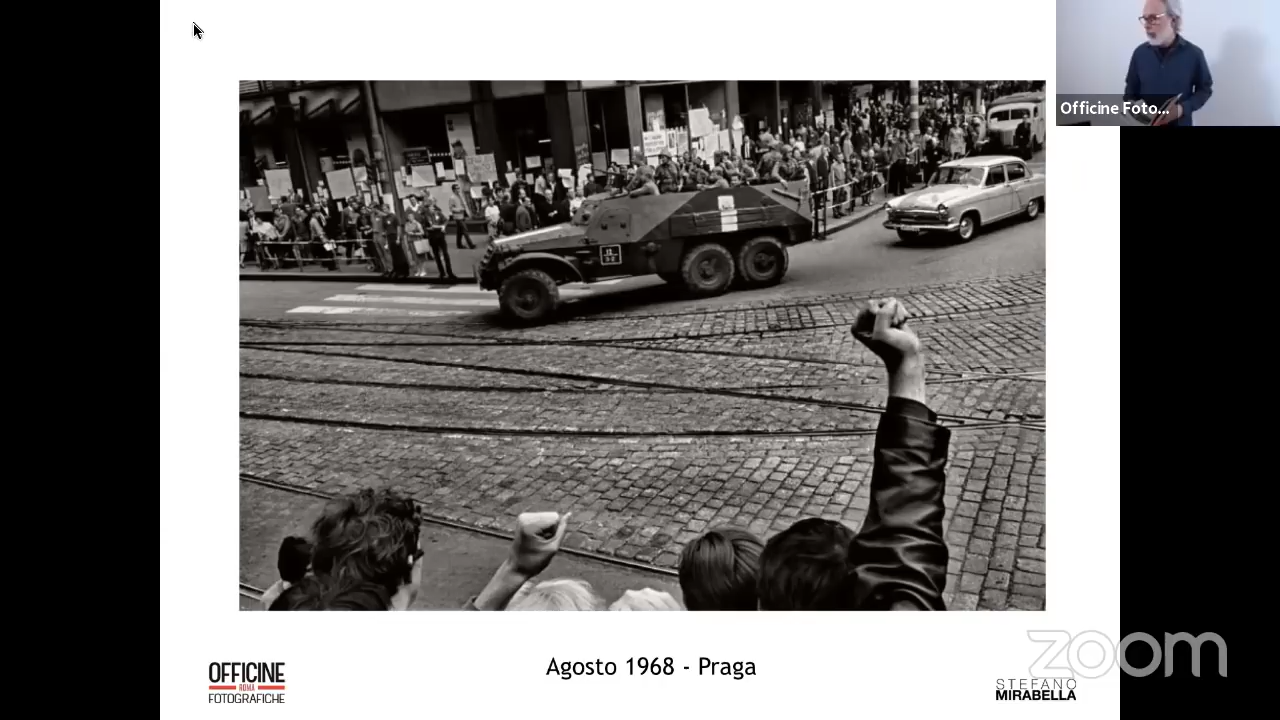 Officine Foto...
Agosto 1968 - Praga
OFFICINE
ROMA
FOTOGRAFICHE
zoom
STEFANO
MIRABELLA